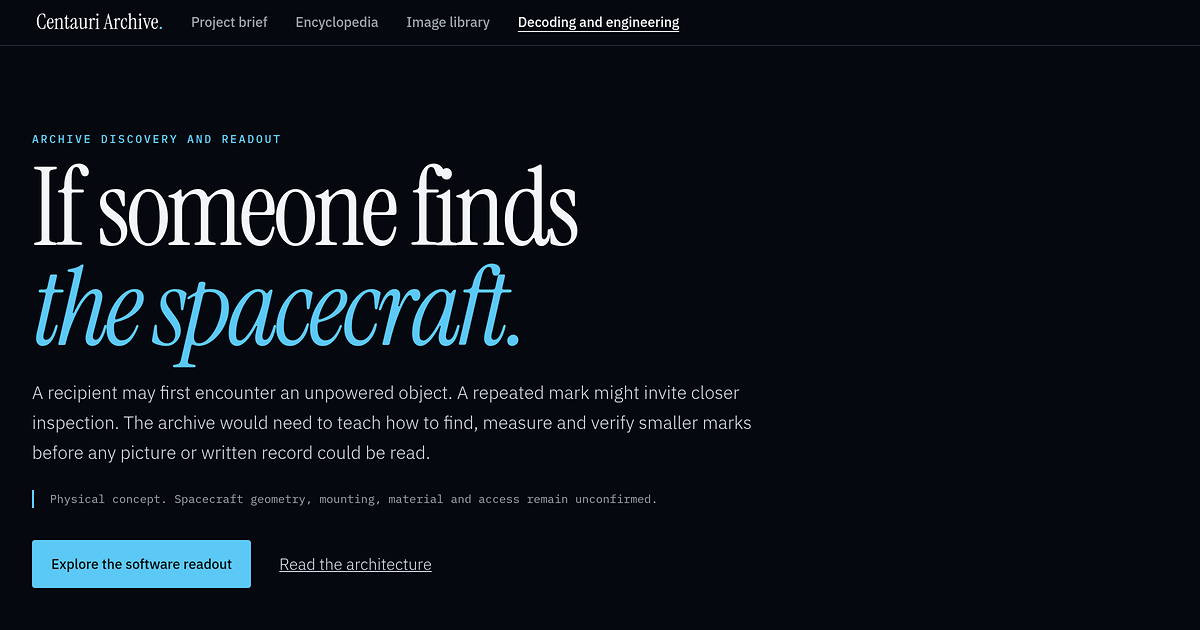 Centauri Archive. Project brief Encyclopedia Image library Decoding and engineering
ARCHIVE DISCOVERY AND READOUT
If someone finds
the spacecraft.
A recipient may first encounter an unpowered object. A repeated mark might invite closer
inspection. The archive would need to teach how to find, measure and verify smaller marks
before any picture or written record could be read.
Physical concept. Spacecraft geometry, mounting, material and access remain unconfirmed.
Explore the software readout Read the architecture